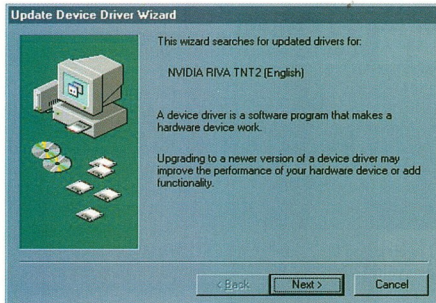 Update Device Driver Wizard
This wizard searches for updated drivers for:
NVIDIA RIVA TNT2 (English)
A device driver is a software program that makes a
hardware device work.
Upgrading to a newer version of a device driver may
improve the performance of your hardware device or add
functionality.
< Back
Next >
Cancel